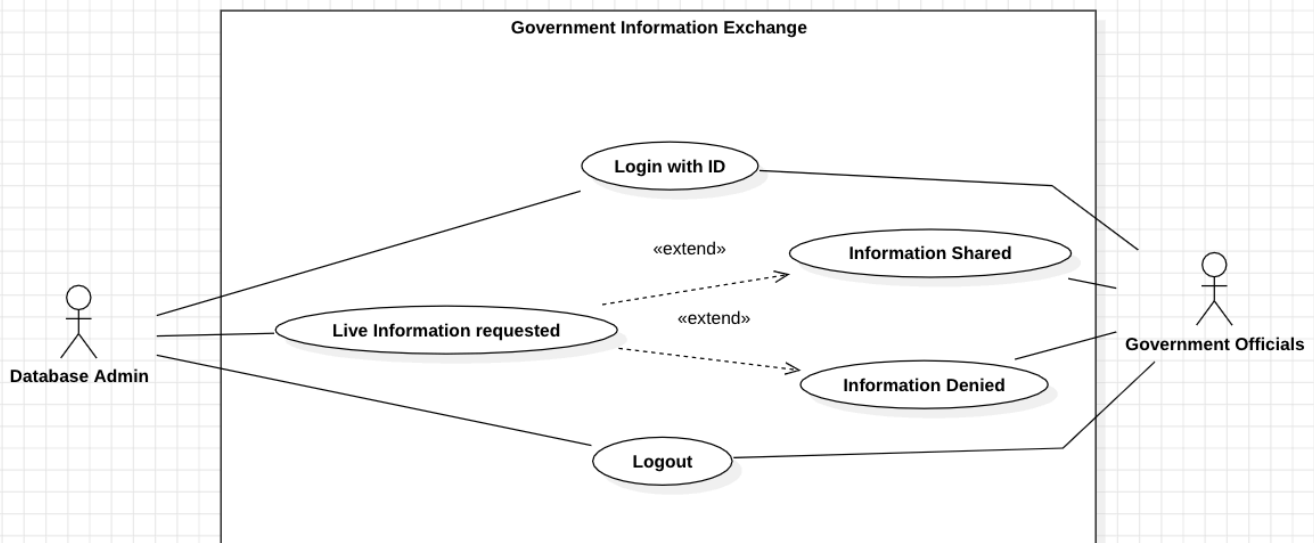 Government Information Exchange
Login with ID
«extend»
Information Shared
«extend»
Live Information requested
Government Officials
Database Admin
Information Denied
Logout